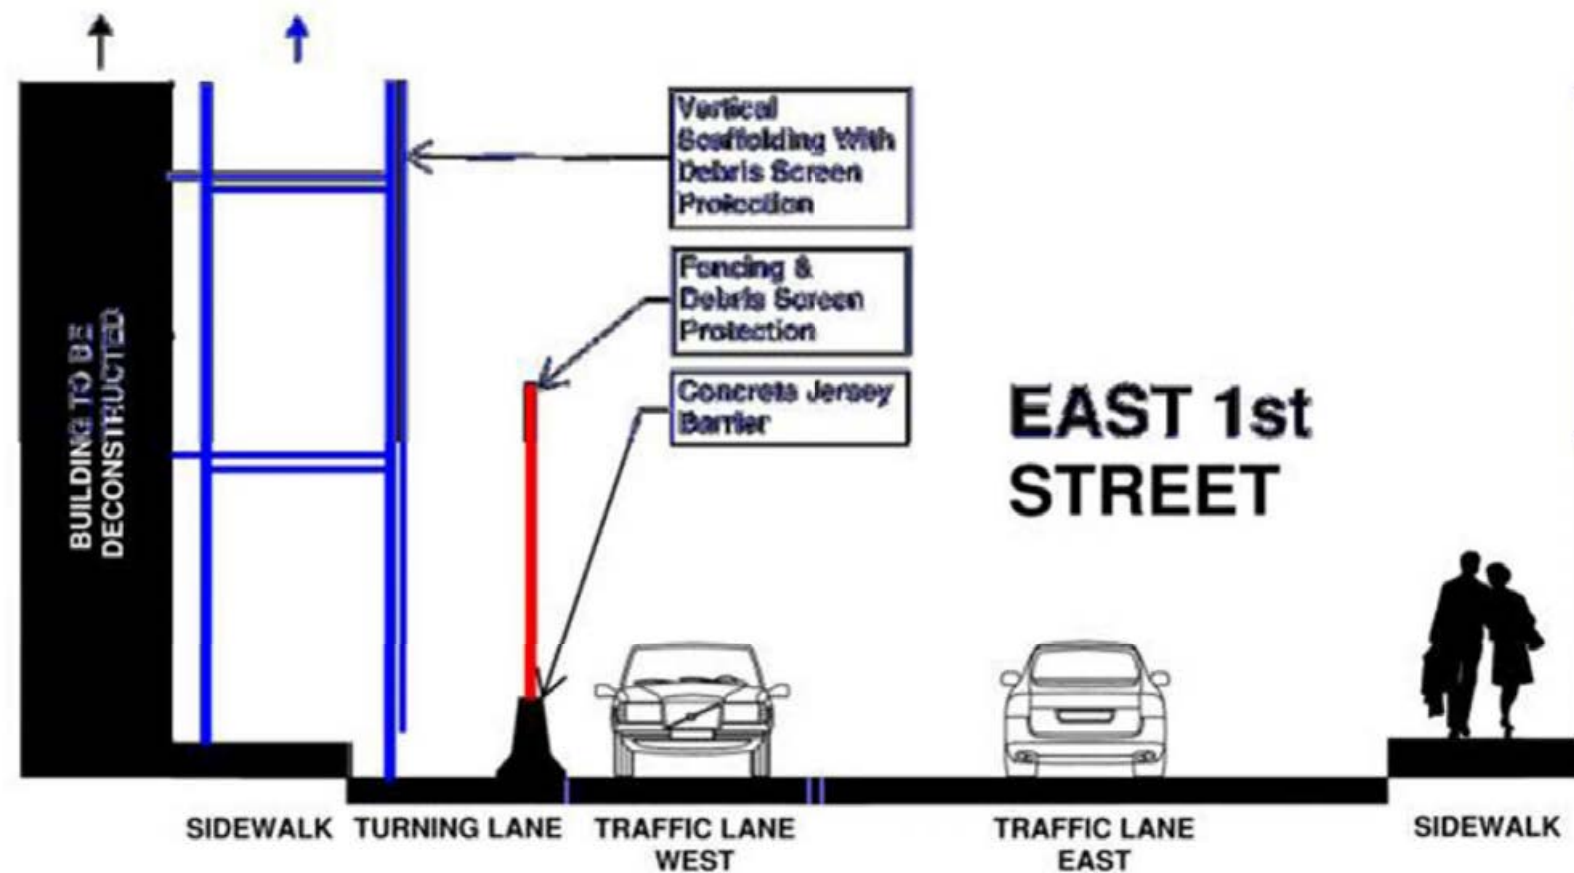 Vertical
Scaffolding With
Debris Screen
Protection
Fencing &
Debris Screen
Protection
Concrete Jersey
Barrier
BUILDING TO BE
DECONSTRUCTED
EAST 1st
STREET
SIDEWALK
TURNING LANE
TRAFFIC LANE
WEST
TRAFFIC LANE
EAST
SIDEWALK